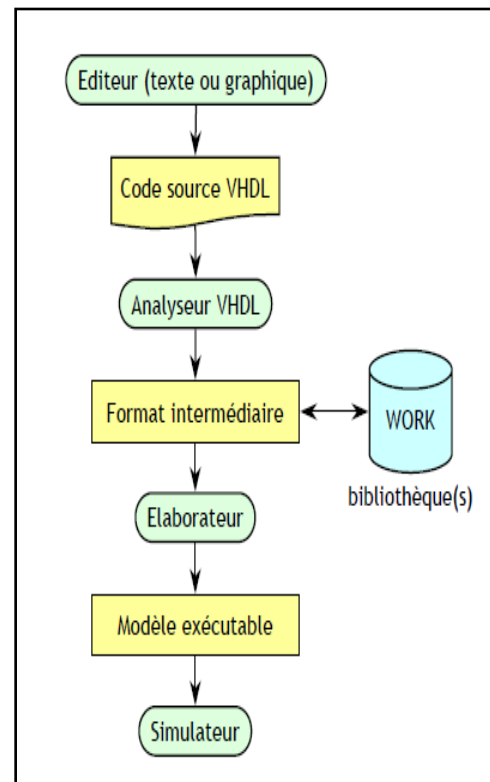 Editeur (texte ou graphique)
Code source VHDL
Analyseur VHDL
Format intermédiaire
WORK
bibliothèque(s)
Elaborateur
Modèle exécutable
Simulateur